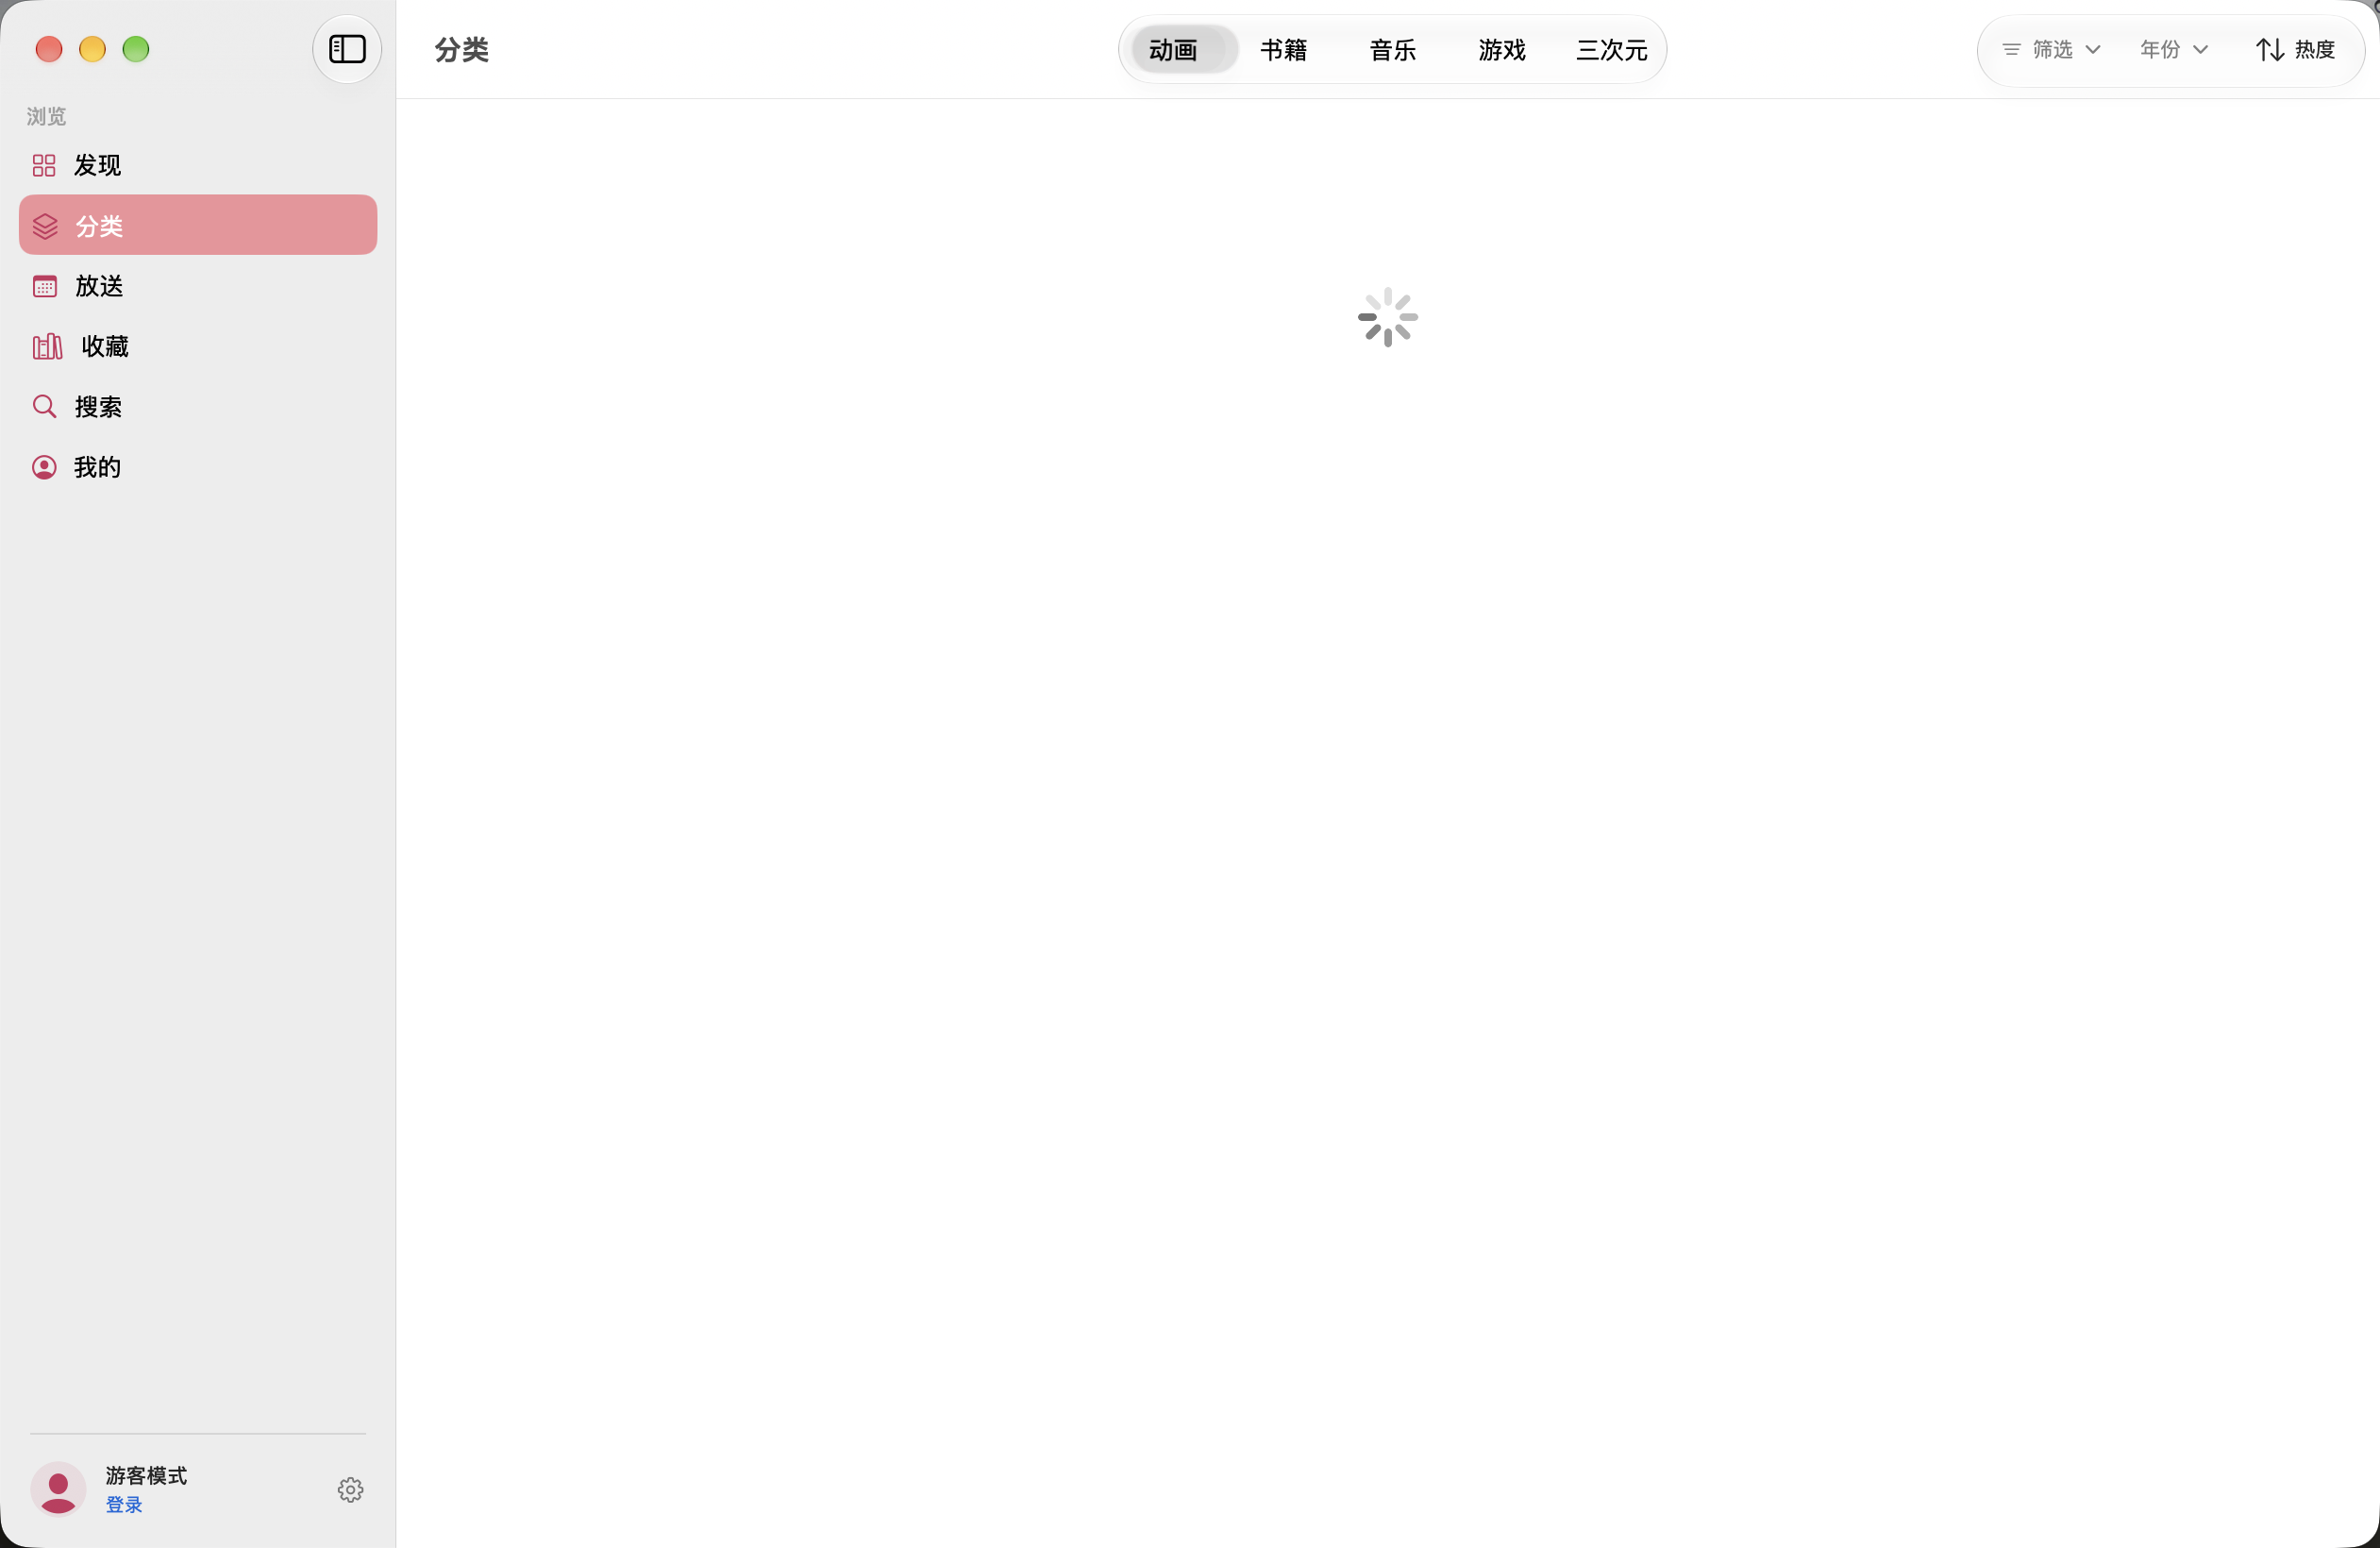 分类
动画 书籍 音乐 游戏 三次元
筛选 年份 热度
浏览
发现
分类
放送
收藏
搜索
我的
游客模式
登录